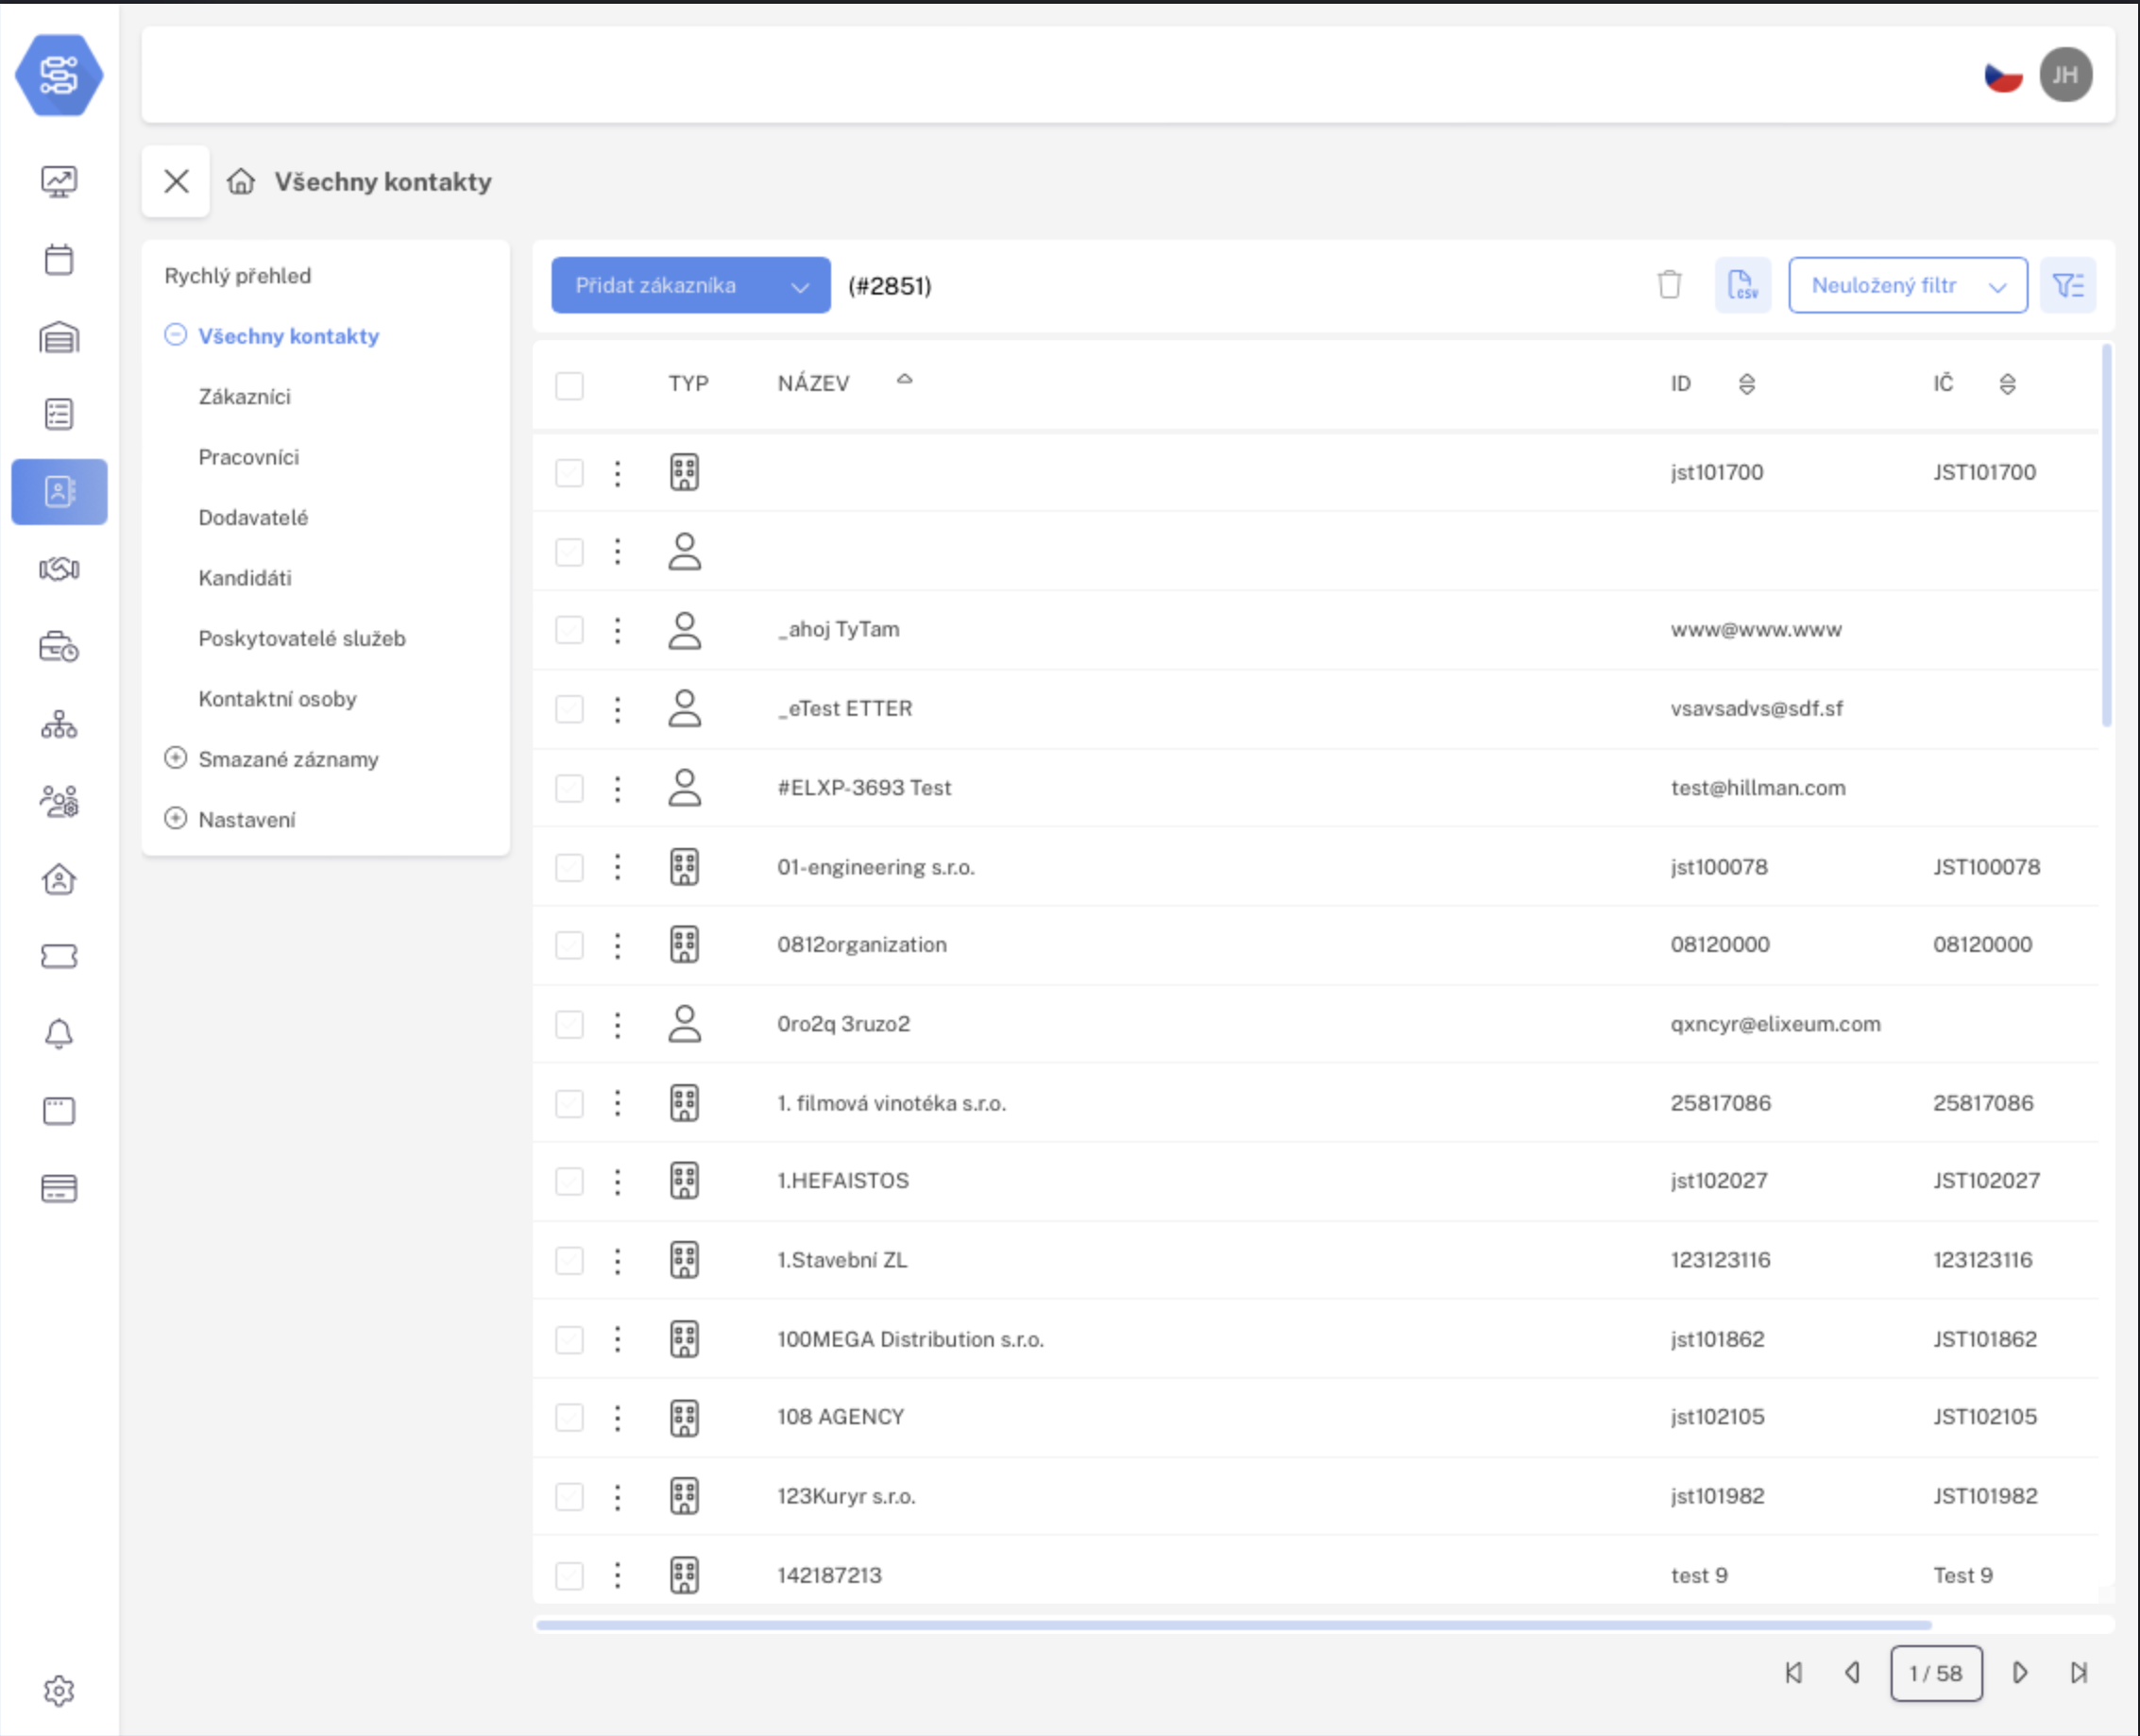 JH
Všechny kontakty
Rychlý přehled
Všechny kontakty
Zákazníci
Pracovníci
Dodavatelé
Kandidáti
Poskytovatelé služeb
Kontaktní osoby
Smazané záznamy
Nastavení
Přidat zákazníka (#2851) CSV Neuložený filtr
TYP NÁZEV ID IČ
jst101700 JST101700
_ahoj TyTam www@www.www
_eTest ETTER vsavsadvs@sdf.sf
#ELXP-3693 Test test@hillman.com
01-engineering s.r.o. jst100078 JST100078
0812organization 08120000 08120000
0ro2q 3ruzo2 qxncyr@elixeum.com
1. filmová vinotéka s.r.o. 25817086 25817086
1.HEFAISTOS jst102027 JST102027
1.Stavební ZL 123123116 123123116
100MEGA Distribution s.r.o. jst101862 JST101862
108 AGENCY jst102105 JST102105
123Kuryr s.r.o. jst101982 JST101982
142187213 test 9 Test 9
1 / 58